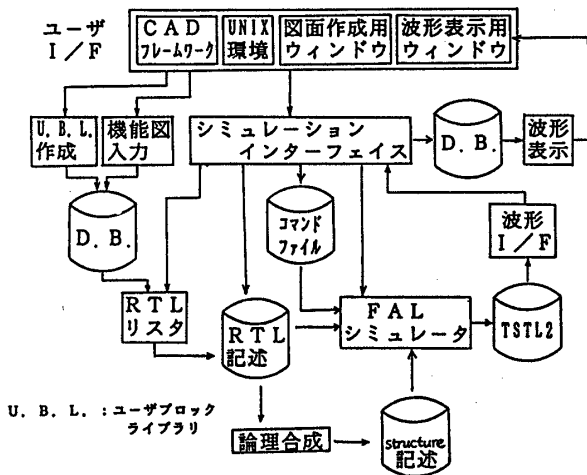 ユーザ
I/F
CAD
フレームワーク
UNIX
環境
図面作成用
ウィンドウ
波形表示用
ウィンドウ
U.B.L.
作成
機能図
入力
シミュレーション
インターフェイス
D.B.
波形
表示
D.B.
コマンド
ファイル
波形
I/F
RTL
リスタ
RTL
記述
FAL
シミュレータ
TSTL2
U.B.L.:ユーザブロック
ライブラリ
論理合成
structure
記述